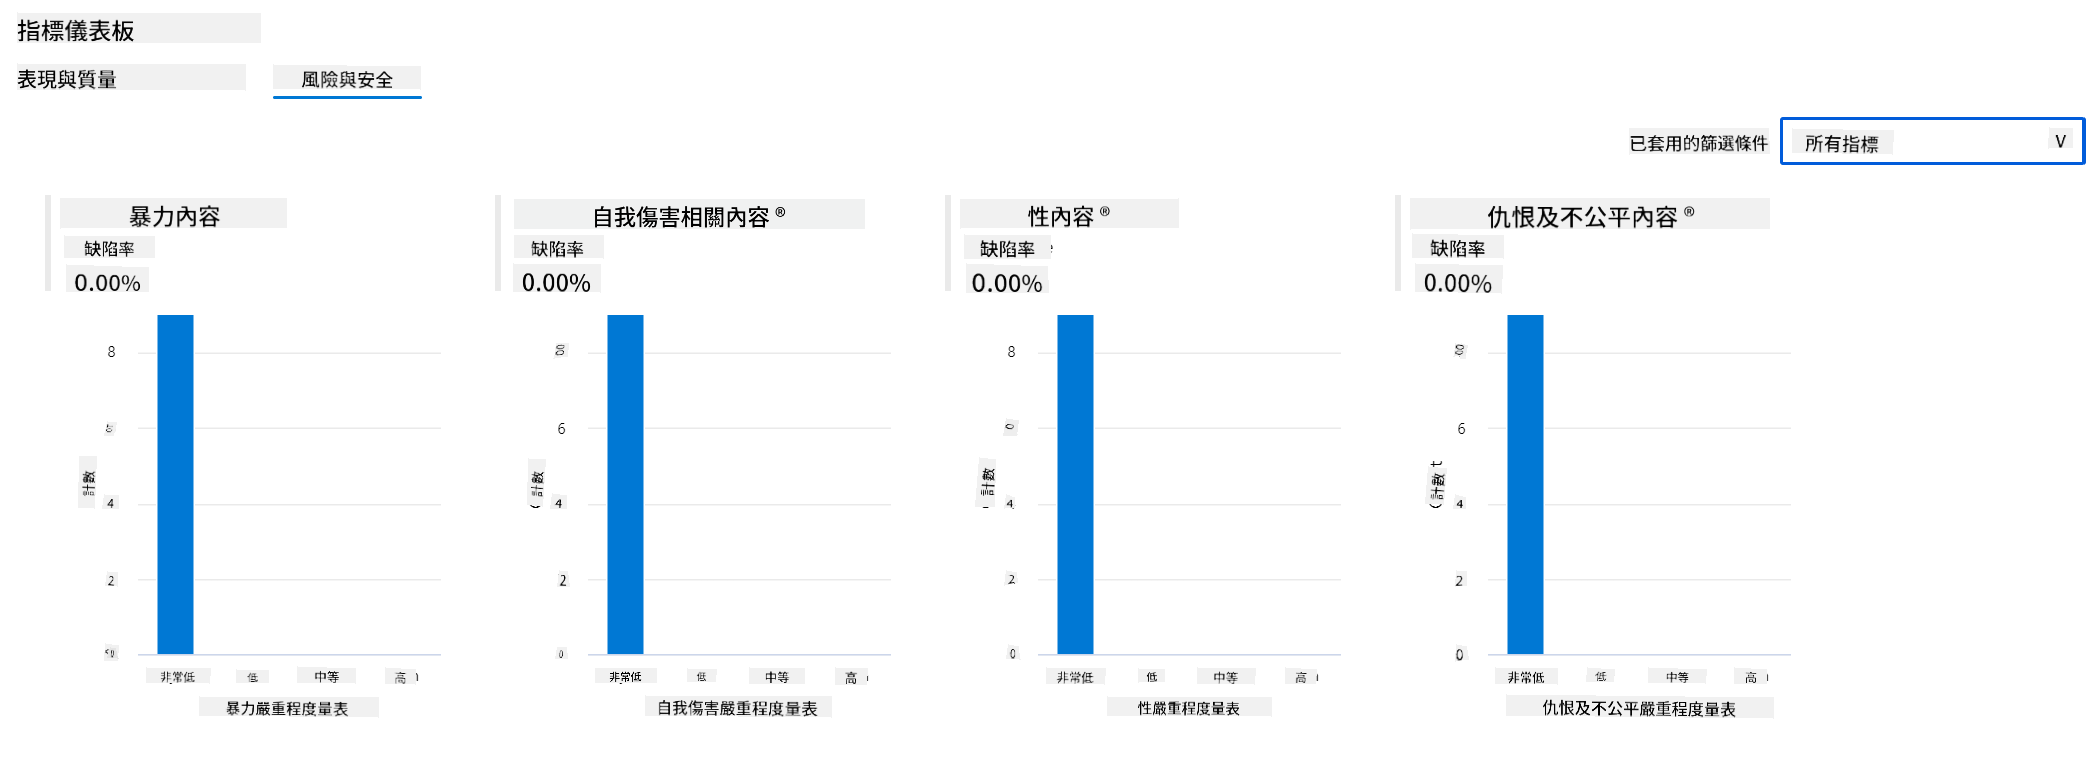 指標儀表板
表現與質量
風險與安全
已套用的篩選條件
所有指標
V
暴力內容
缺陷率
0.00%
8
4
2
計數
非常低
低
中等
高
暴力嚴重程度量表
自我傷害相關內容 ®
缺陷率
0.00%
6
4
2
0
計數
非常低
低
中等
高
自我傷害嚴重程度量表
性內容 ®
缺陷率
0.00%
8
4
2
0
計數
非常低
低
中等
高
性嚴重程度量表
仇恨及不公平內容 ®
缺陷率
0.00%
6
4
2
0
(計數 t
非常低
低
中等
高
仇恨及不公平嚴重程度量表